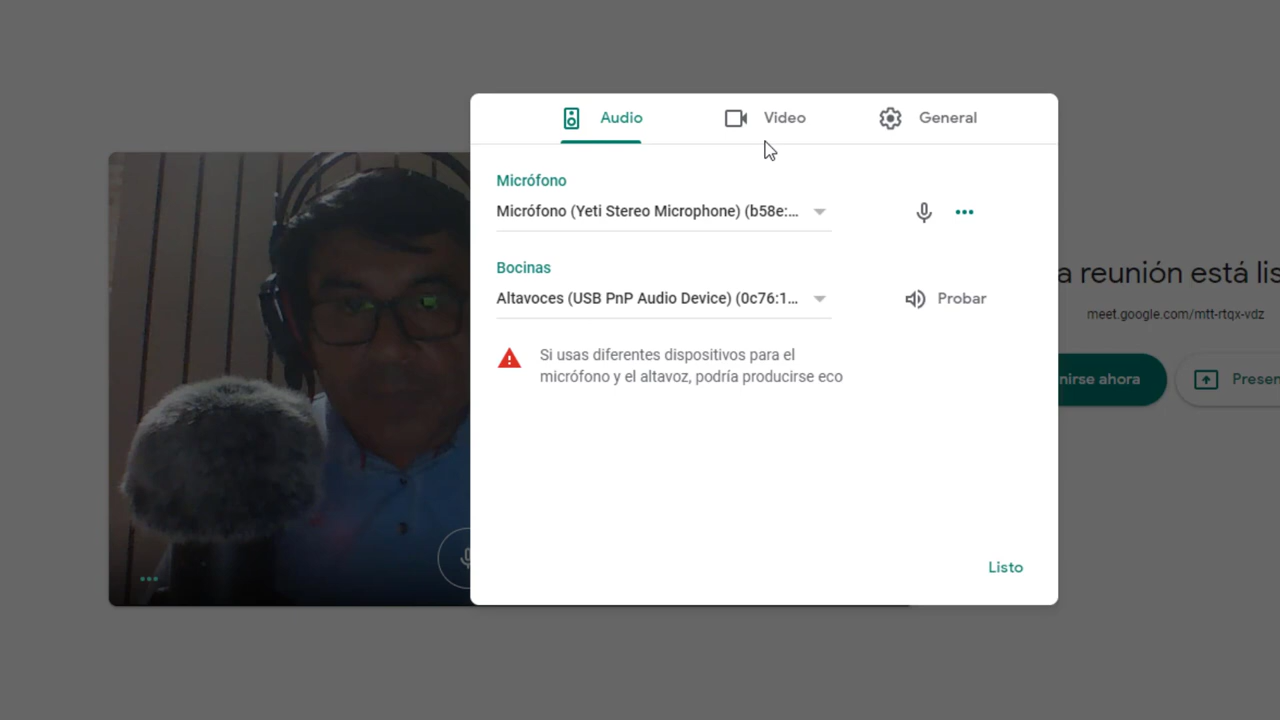 Audio
Video
General
Micrófono
Micrófono (Yeti Stereo Microphone) (b58e:...
Bocinas
Altavoces (USB PnP Audio Device) (0c76:1...
Probar
Si usas diferentes dispositivos para el
micrófono y el altavoz, podría producirse eco
Listo
a reunión está lis
meet.google.com/mtt-rtqx-vdz
nirse ahora
Presen